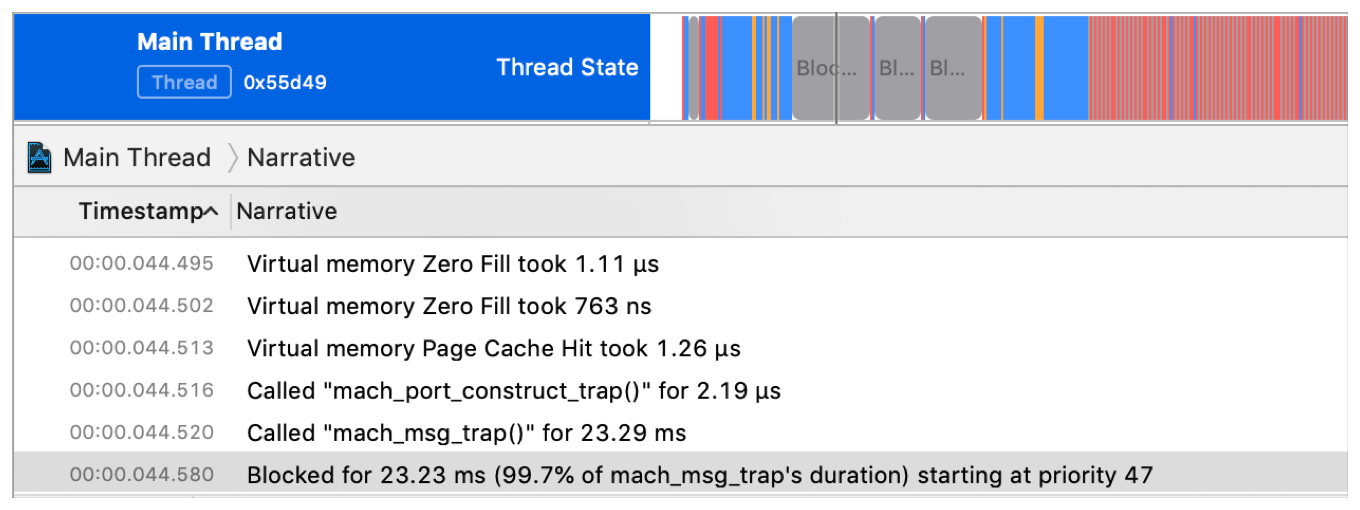 Main Thread
Thread 0x55d49
Thread State
Bloc... Bl... Bl...
Main Thread Narrative
Timestamp Narrative
00:00.044.495 Virtual memory Zero Fill took 1.11 µs
00:00.044.502 Virtual memory Zero Fill took 763 ns
00:00.044.513 Virtual memory Page Cache Hit took 1.26 µs
00:00.044.516 Called "mach_port_construct_trap()" for 2.19 µs
00:00.044.520 Called "mach_msg_trap()" for 23.29 ms
00:00.044.580 Blocked for 23.23 ms (99.7% of mach_msg_trap's duration) starting at priority 47